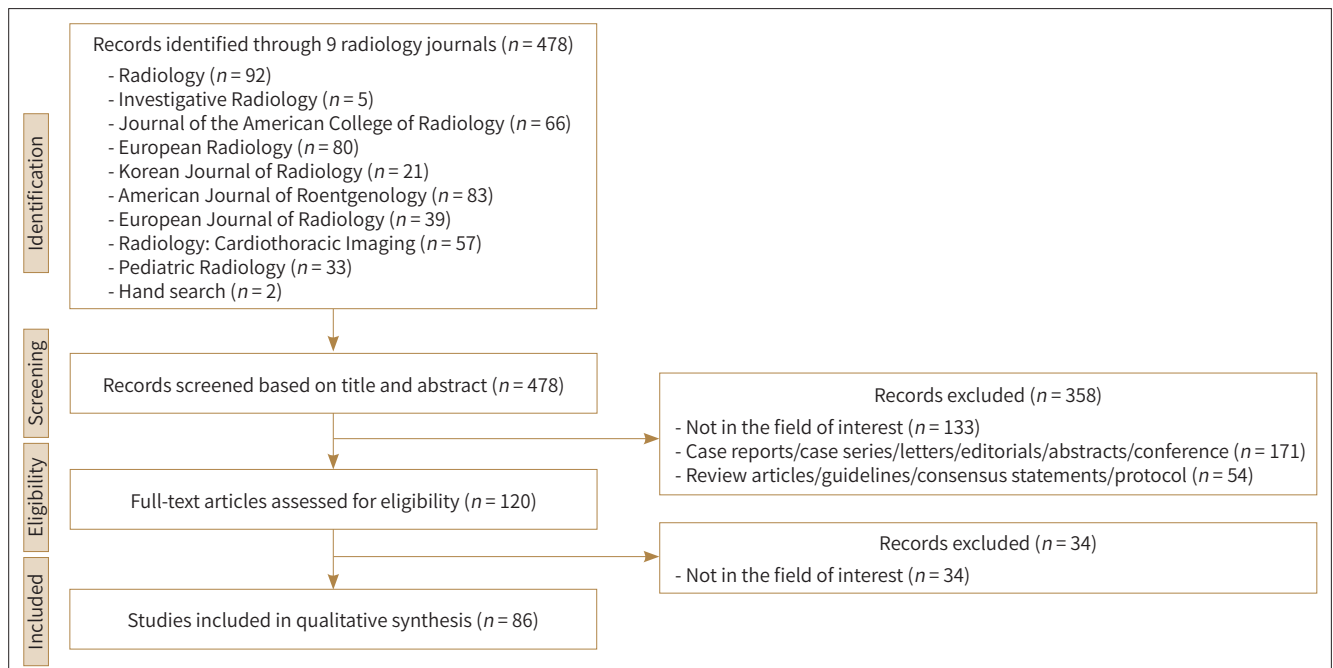 Identification
Records identified through 9 radiology journals (n = 478)
- Radiology (n = 92)
- Investigative Radiology (n = 5)
- Journal of the American College of Radiology (n = 66)
- European Radiology (n = 80)
- Korean Journal of Radiology (n = 21)
- American Journal of Roentgenology (n = 83)
- European Journal of Radiology (n = 39)
- Radiology: Cardiothoracic Imaging (n = 57)
- Pediatric Radiology (n = 33)
- Hand search (n = 2)
Screening
Records screened based on title and abstract (n = 478)
Records excluded (n = 358)
- Not in the field of interest (n = 133)
- Case reports/case series/letters/editorials/abstracts/conference (n = 171)
- Review articles/guidelines/consensus statements/protocol (n = 54)
Eligibility
Full-text articles assessed for eligibility (n = 120)
Records excluded (n = 34)
- Not in the field of interest (n = 34)
Included
Studies included in qualitative synthesis (n = 86)